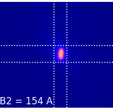 B2 = 154 A